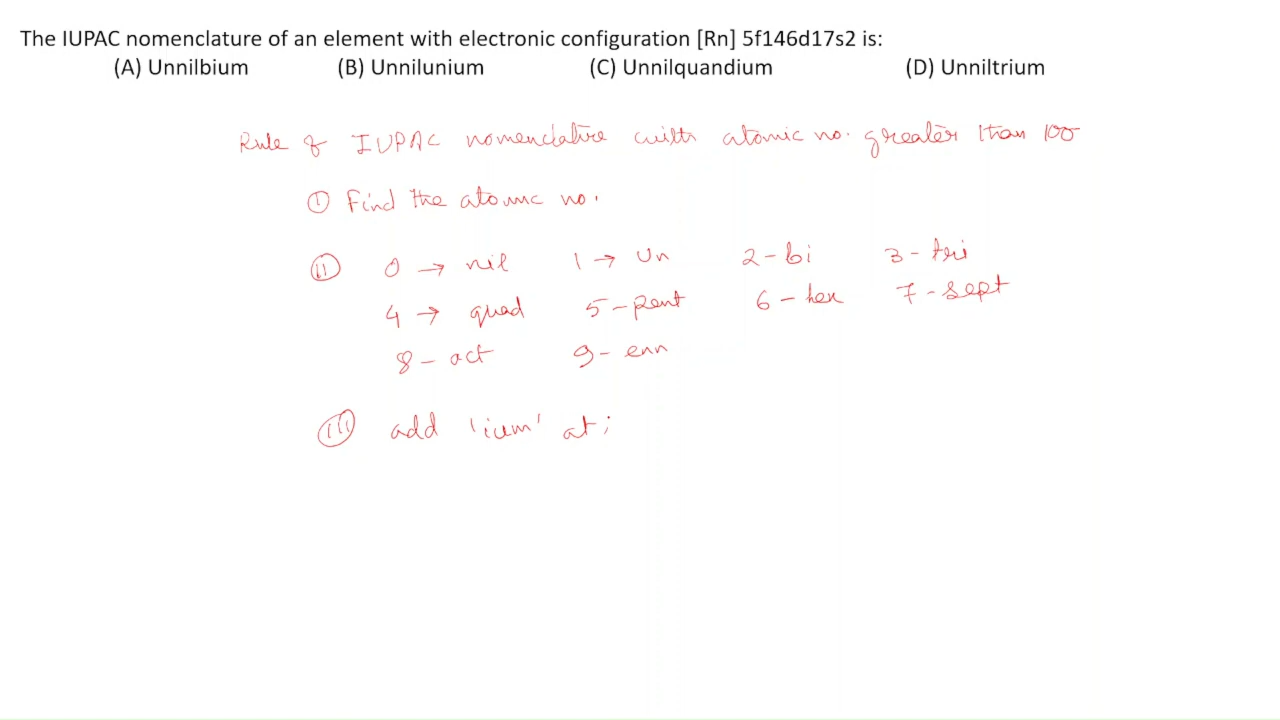 The IUPAC nomenclature of an element with electronic configuration [Rn] 5f146d17s2 is:
(A) Unnilbium (B) Unnilunium (C) Unnilquandium (D) Unniltrium
Rule of IUPAC nomenclature with atomic no. greater than 100
(i) Find the atomic no.
(ii) 0 → nil 1 → un 2 - bi 3 - tri
4 → quad 5 - pent 6 - hex 7 - sept
8 - oct 9 - enn
(iii) add 'ium' at